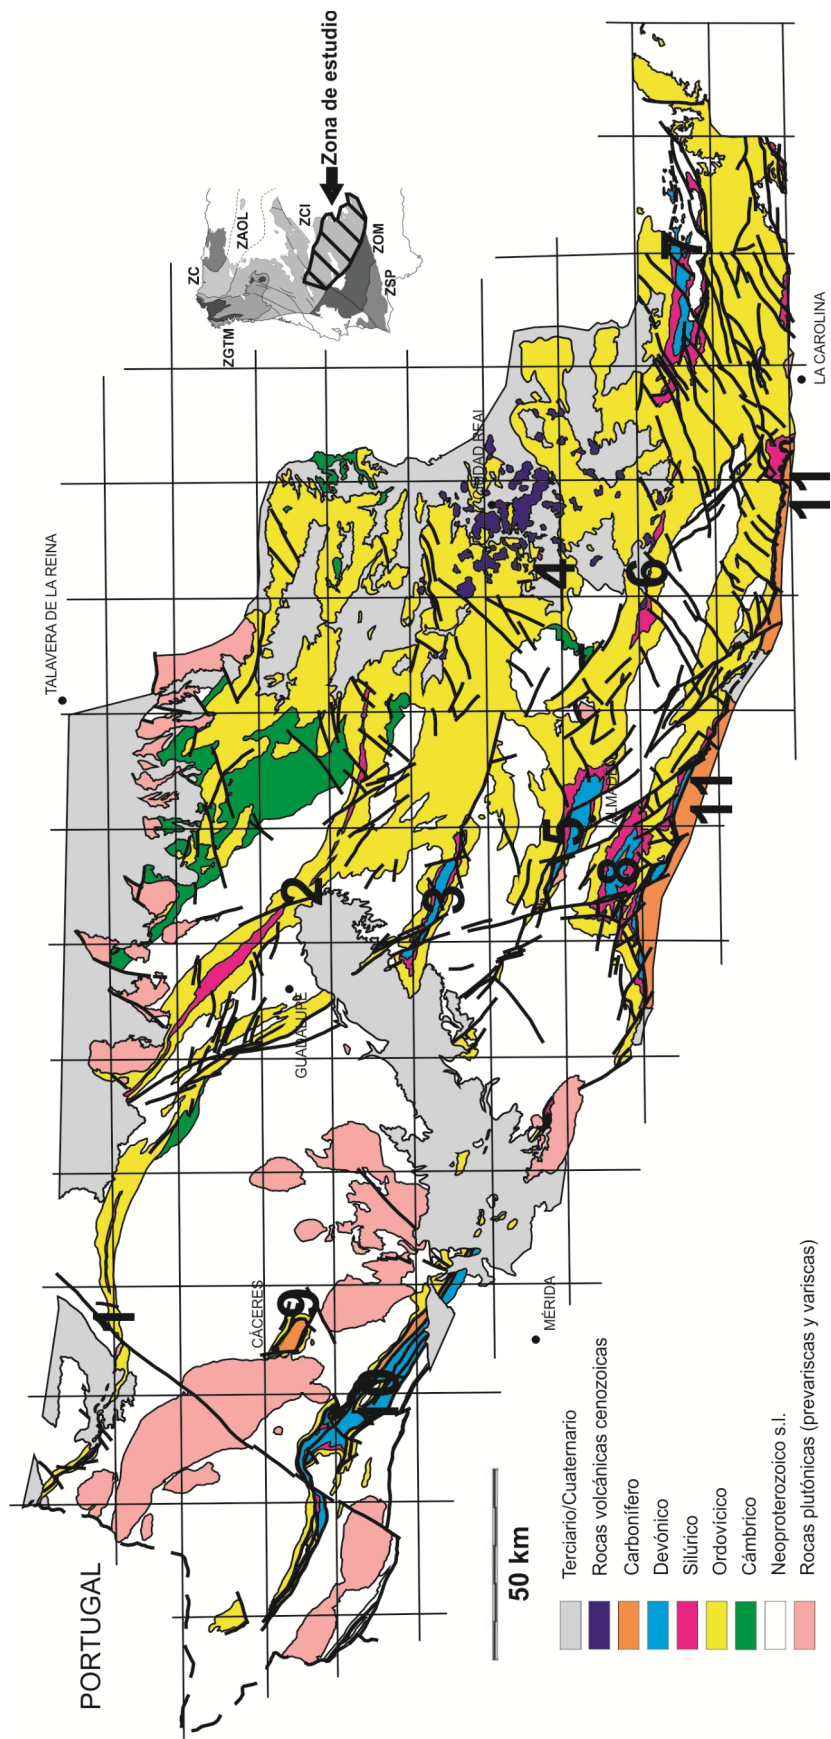 PORTUGAL
TALAVERA DE LA REINA
CÁCERES
GUADALUPE
MÉRIDA
CIUDAD REAL
LA CAROLINA
1
2
3
4
5
6
7
8
9
10
11
11
ZC
ZAOL
ZGTM
ZCI
ZOM
ZSP
Zona de estudio
50 km
Terciario/Cuaternario
Rocas volcánicas cenozoicas
Carbonífero
Devónico
Silúrico
Ordovícico
Cámbrico
Neoproterozoico s.l.
Rocas plutónicas (prevariscas y variscas)